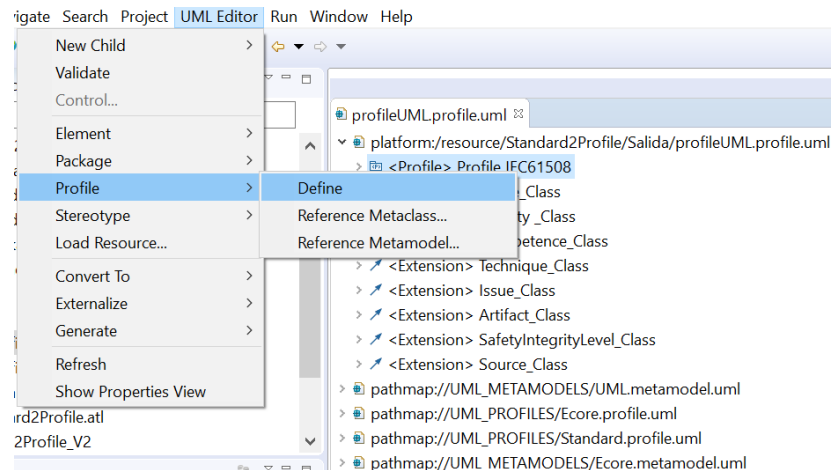 vigate Search Project UML Editor Run Window Help
New Child
Validate
Control...
Element
Package
Profile
Stereotype
Load Resource...
Convert To
Externalize
Generate
Refresh
Show Properties View
Define
Reference Metaclass...
Reference Metamodel...
profileUML.profile.uml
platform:/resource/Standard2Profile/Salida/profileUML.profile.uml
<Profile> Profile IEC61508
_Class
ty _Class
petence_Class
<Extension> Technique_Class
<Extension> Issue_Class
<Extension> Artifact_Class
<Extension> SafetyIntegrityLevel_Class
<Extension> Source_Class
pathmap://UML_METAMODELS/UML.metamodel.uml
pathmap://UML_PROFILES/Ecore.profile.uml
pathmap://UML_PROFILES/Standard.profile.uml
pathmap://UML_METAMODELS/Ecore.metamodel.uml
rd2Profile.atl
2Profile_V2